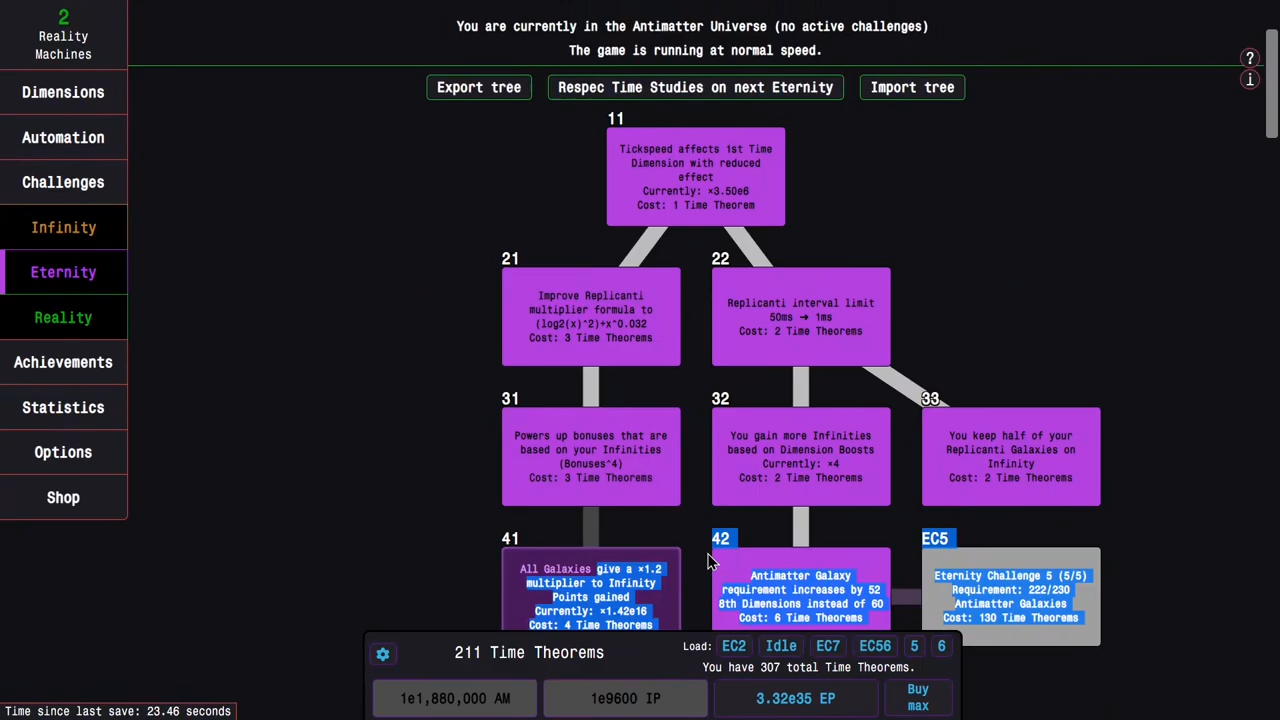 2
Reality
Machines
Dimensions
Automation
Challenges
Infinity
Eternity
Reality
Achievements
Statistics
Options
Shop
You are currently in the Antimatter Universe (no active challenges)
The game is running at normal speed.
?
i
Export tree
Respec Time Studies on next Eternity
Import tree
11
Tickspeed affects 1st Time
Dimension with reduced
effect
Currently: ×3.50e6
Cost: 1 Time Theorem
21
Improve Replicanti
multiplier formula to
(log2(x)^2)+x^0.032
Cost: 3 Time Theorems
22
Replicanti interval limit
50ms ➜ 1ms
Cost: 2 Time Theorems
31
Powers up bonuses that are
based on your Infinities
(Bonuses^4)
Cost: 3 Time Theorems
32
You gain more Infinities
based on Dimension Boosts
Currently: ×4
Cost: 2 Time Theorems
33
You keep half of your
Replicanti Galaxies on
Infinity
Cost: 2 Time Theorems
41
All Galaxies give a ×1.2
multiplier to Infinity
Points gained
Currently: ×1.42e16
Cost: 4 Time Theorems
42
Antimatter Galaxy
requirement increases by 52
8th Dimensions instead of 60
Cost: 6 Time Theorems
EC5
Eternity Challenge 5 (5/5)
Requirement: 222/230
Antimatter Galaxies
Cost: 130 Time Theorems
211 Time Theorems
Load: EC2 Idle EC7 EC56 5 6
You have 307 total Time Theorems.
1e1,880,000 AM
1e9600 IP
3.32e35 EP
Buy
max
Time since last save: 23.46 seconds